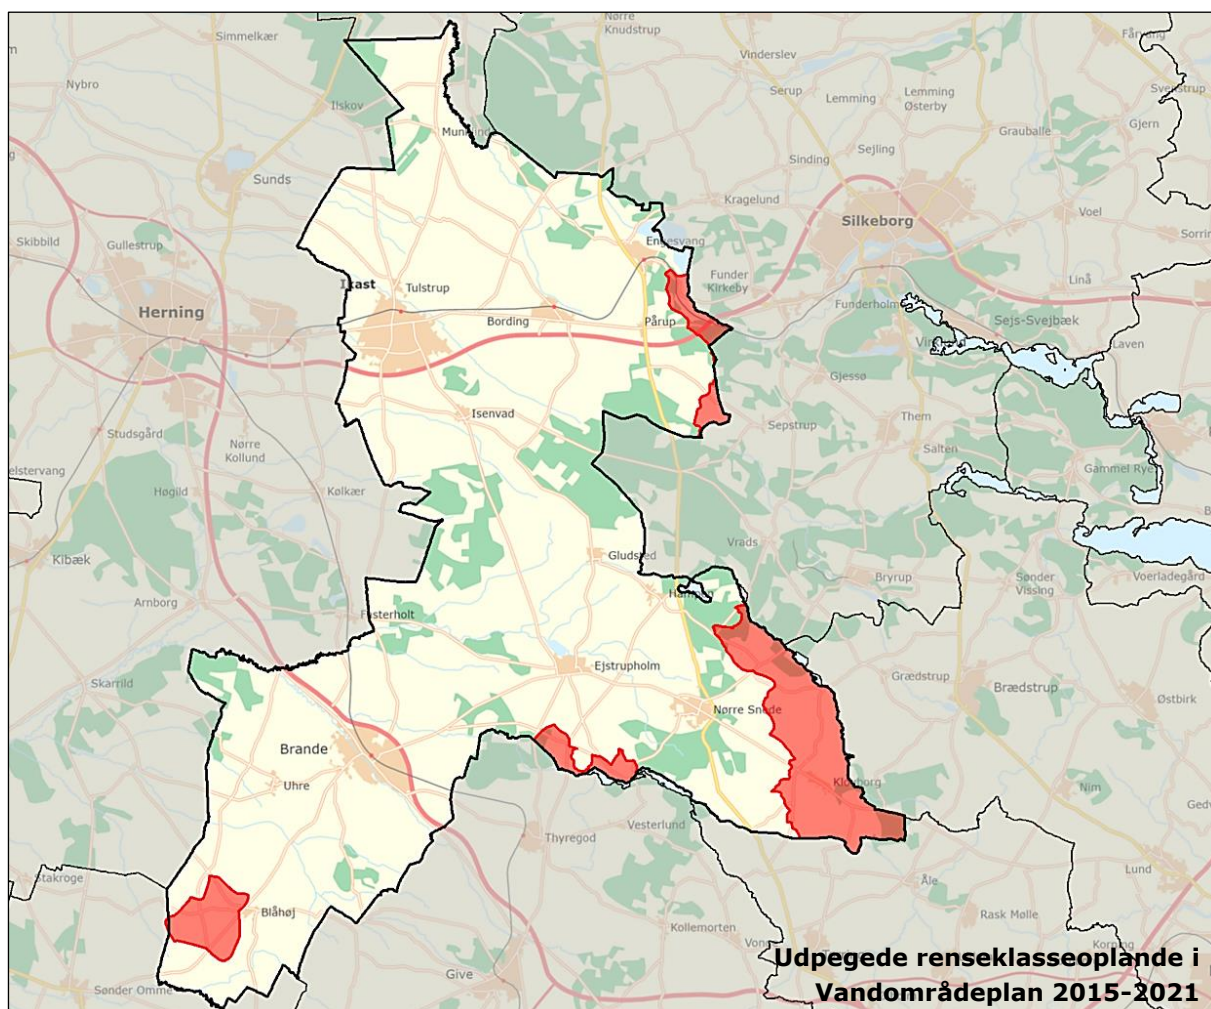 Nørre
Knudstrup
Simmelkær
Vinderslev
Nybro
Serup
Lemming
Lemming
Østerby
Ilskov
Grauballe
Gjern
Sejling
Sinding
Sunds
Kragelund
Silkeborg
Voel
Skibbild
Gullestrup
Engesvang
Funder
Kirkeby
Linå
Ikast
Tulstrup
Herning
Bording
Pårup
Funderholm
Sejs-Svejbæk
Laven
Gjessø
Isenvad
Them
Sepstrup
Studsgård
Nørre
Kollund
Salten
Gammel Rye
Høgild
Kølkær
Vrads
Kibæk
Gludsted
Bryrup
Sønder
Vissing
Voerladegård
Arnborg
Hampen
Ejstrupholm
Skarrild
Grædstrup
Brædstrup
Østbirk
Nørre Snede
Brande
Uhre
Klovborg
Nim
Vesterlund
Thyregod
Stakroge
Åle
Lund
Blåhøj
Rask Mølle
Kollemorten
Give
Sønder Omme
Udpegede renseklasseoplande i
Vandområdeplan 2015-2021